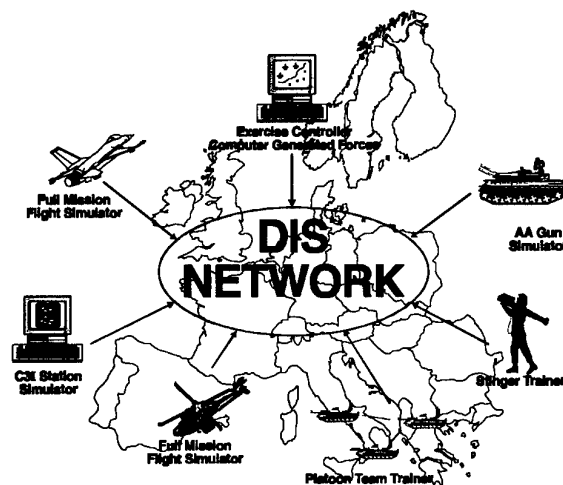 Exercise Controller
Computer Generated Forces
Full Mission
Flight Simulator
AA Gun
Simulator
DIS
NETWORK
C3I Station
Simulator
Stinger Trainer
Full Mission
Flight Simulator
Platoon Team Trainer